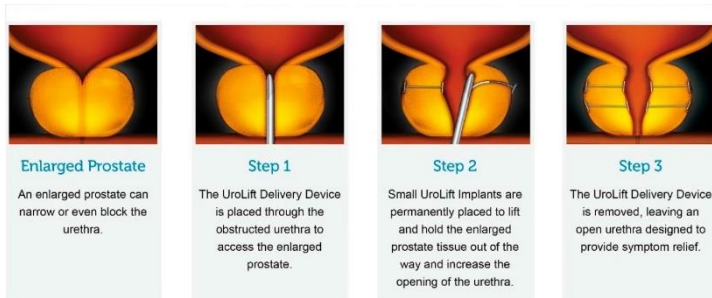 Enlarged Prostate
An enlarged prostate can
narrow or even block the
urethra.
Step 1
The UroLift Delivery Device
is placed through the
obstructed urethra to
access the enlarged
prostate.
Step 2
Small UroLift Implants are
permanently placed to lift
and hold the enlarged
prostate tissue out of the
way and increase the
opening of the urethra.
Step 3
The UroLift Delivery Device
is removed, leaving an
open urethra designed to
provide symptom relief.